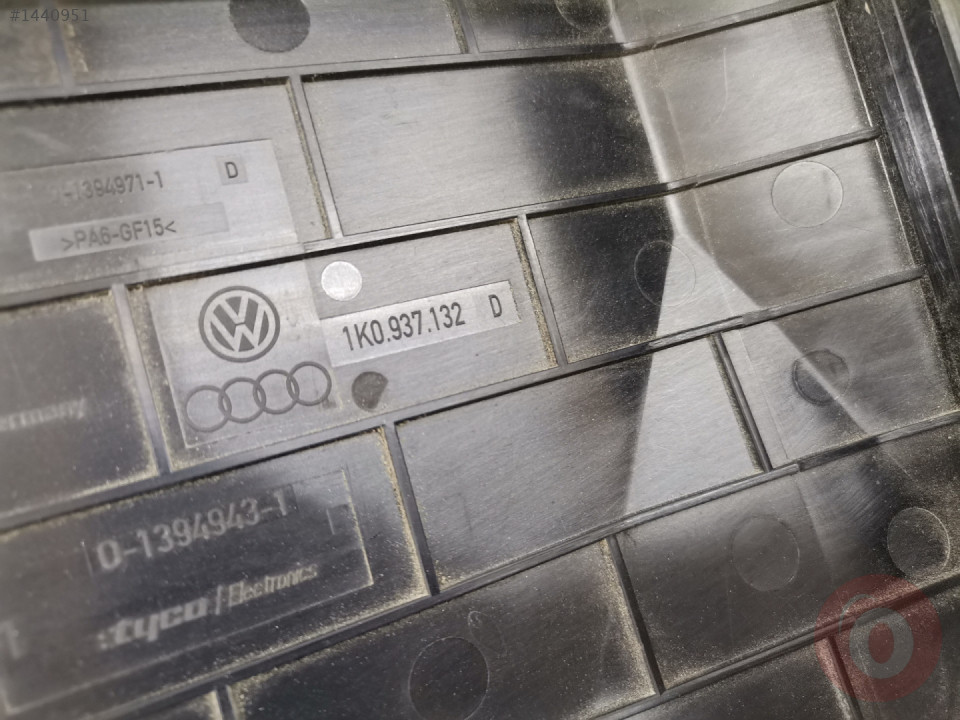 #1440951
-1394971-1 D
>PA6-GF15<
1K0.937.132 D
0-1394943-1
tyco / Electronics